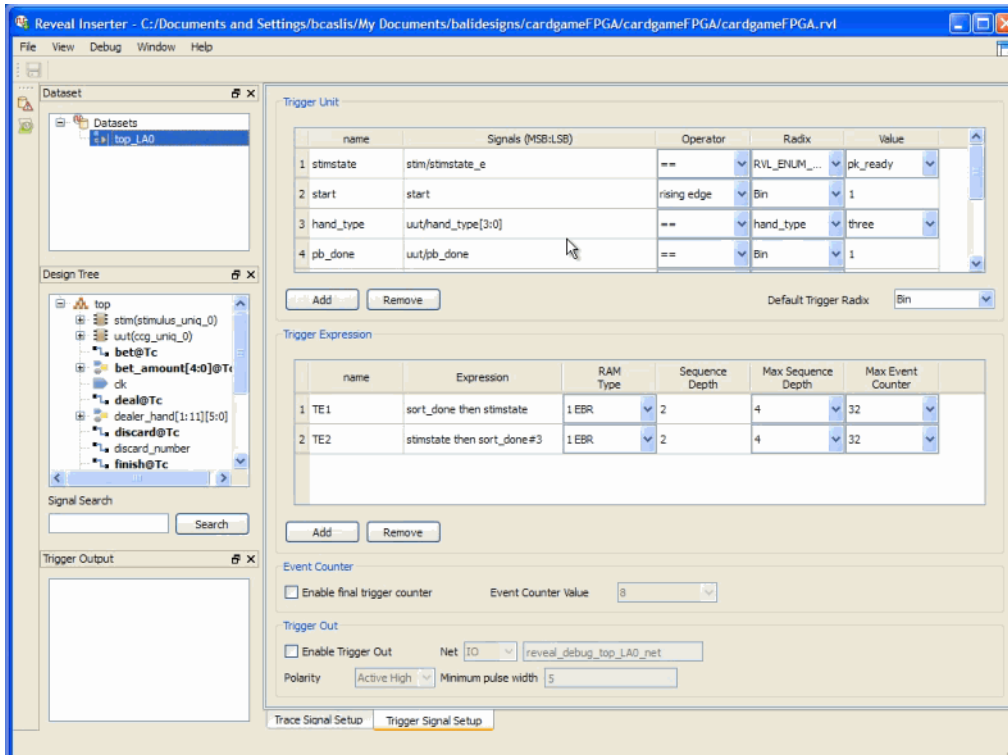 Reveal Inserter - C:/Documents and Settings/bcaslis/My Documents/balidesigns/cardgameFPGA/cardgameFPGA/cardgameFPGA.rvl
File View Debug Window Help
Dataset
Datasets
top_LA0
Design Tree
top
stim(stimulus_uniq_0)
uut(ccg_uniq_0)
bet@Tc
bet_amount[4:0]@Tc
clk
deal@Tc
dealer_hand[1:11][5:0]
discard@Tc
discard_number
finish@Tc
Signal Search
Search
Trigger Output
Trigger Unit
name Signals (MSB:LSB) Operator Radix Value
1 stimstate stim/stimstate_e == RVL_ENUM_... pk_ready
2 start start rising edge Bin 1
3 hand_type uut/hand_type[3:0] == hand_type three
4 pb_done uut/pb_done == Bin 1
Add Remove Default Trigger Radix Bin
Trigger Expression
name Expression RAM Type Sequence Depth Max Sequence Depth Max Event Counter
1 TE1 sort_done then stimstate 1 EBR 2 4 32
2 TE2 stimstate then sort_done#3 1 EBR 2 4 32
Add Remove
Event Counter
Enable final trigger counter Event Counter Value 8
Trigger Out
Enable Trigger Out Net IO reveal_debug_top_LA0_net
Polarity Active High Minimum pulse width 5
Trace Signal Setup Trigger Signal Setup